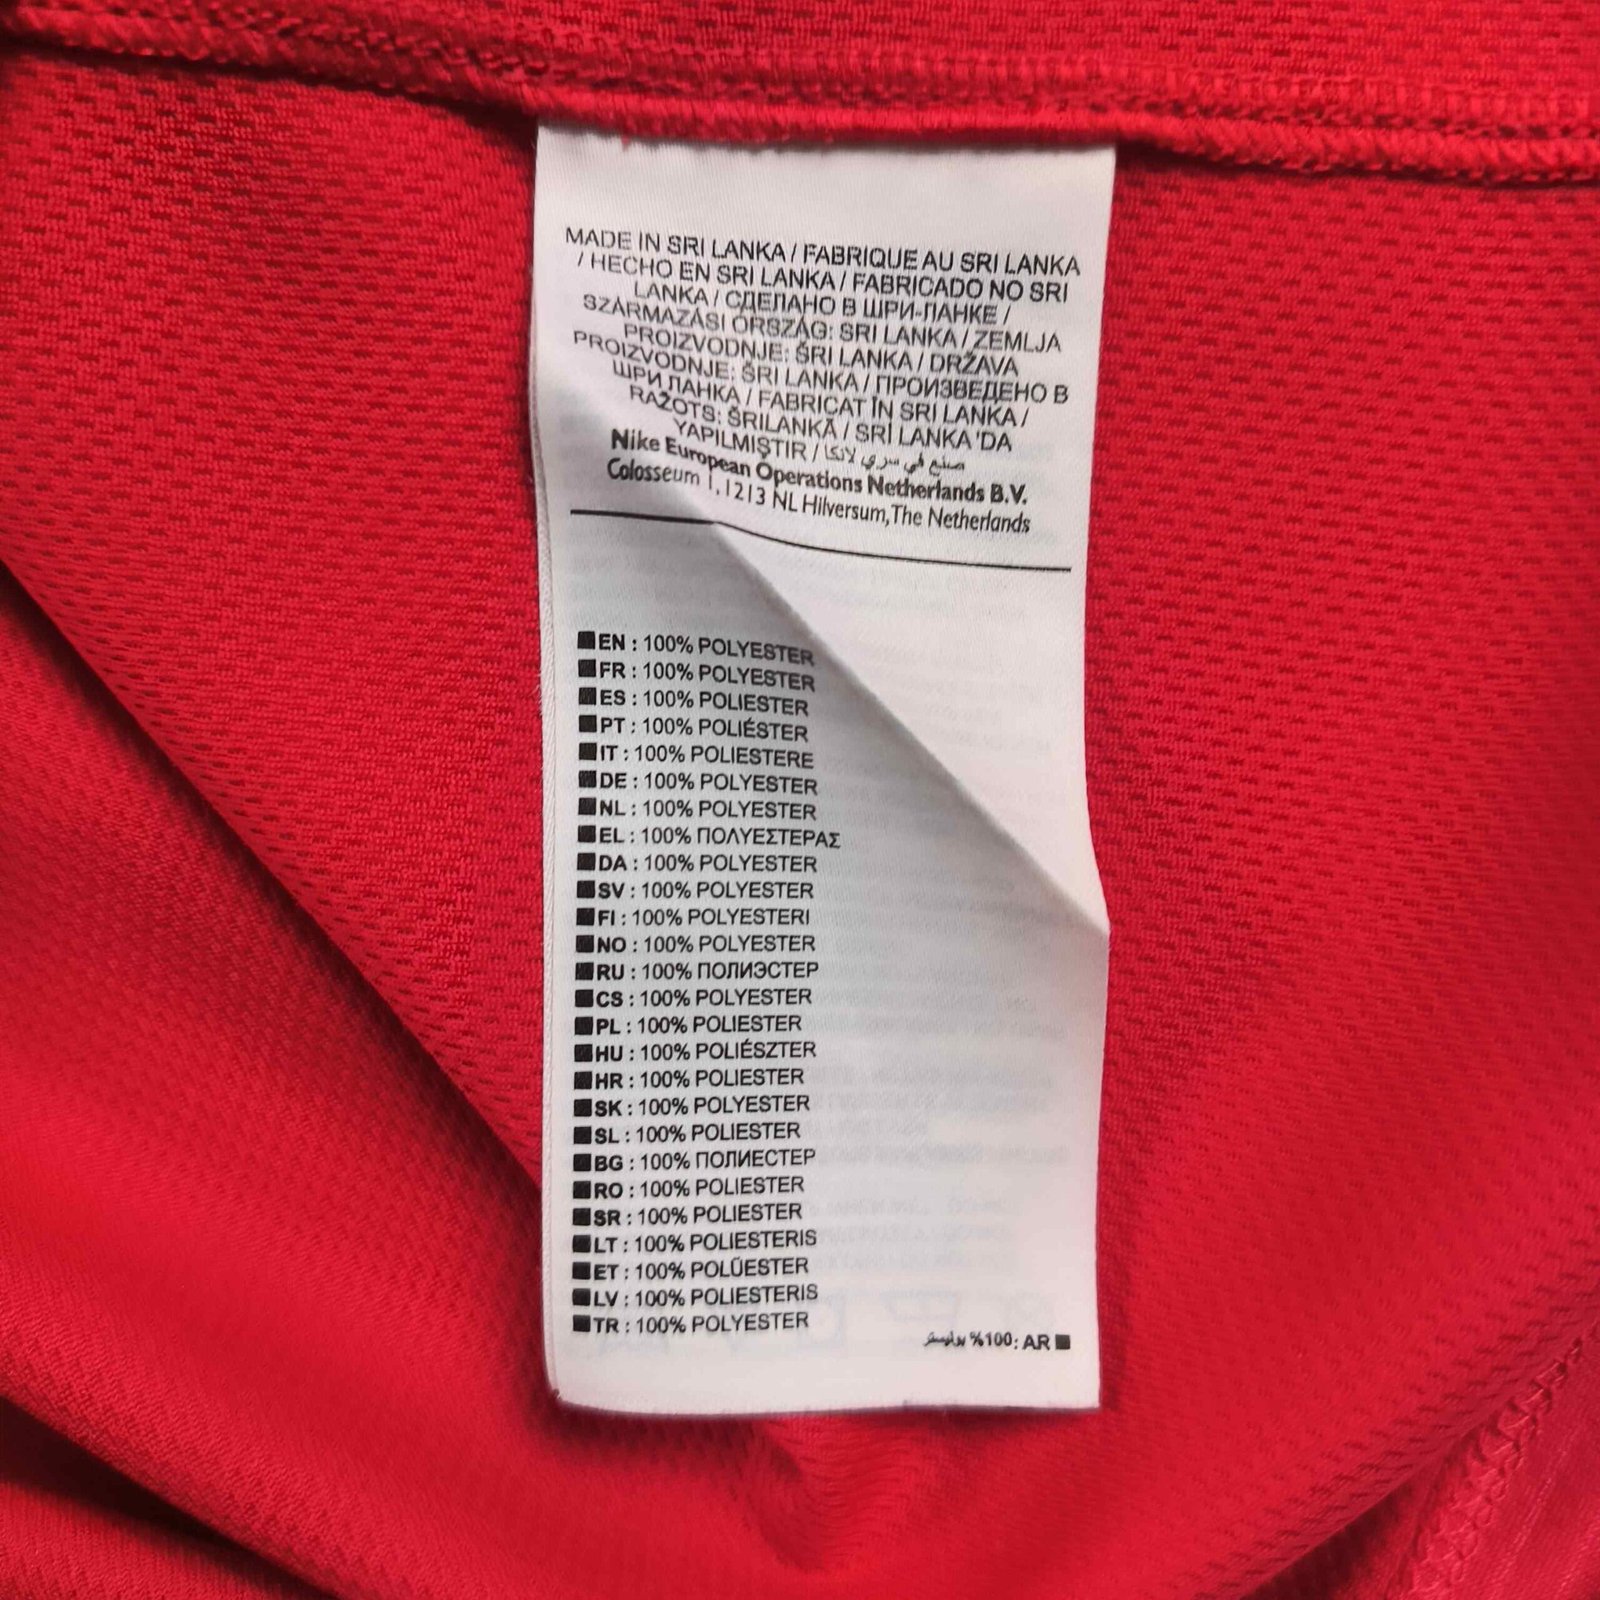 MADE IN SRI LANKA / FABRIQUE AU SRI LANKA
/ HECHO EN SRI LANKA / FABRICADO NO SRI
LANKA / СДЕЛАНО В ШРИ-ЛАНКЕ /
SZÁRMAZÁSI ORSZÁG: SRI LANKA / ZEMLJA
PROIZVODNJE: ŠRI LANKA / DRŽAVA
PROIZVODNJE: ŠRI LANKA / ПРОИЗВЕДЕНО В
ШРИ ЛАНКА / FABRICAT ÎN SRI LANKA /
RAŽOTS: ŠRILANKĀ / SRİ LANKA 'DA
YAPILMIŞTIR / صنع في سري لانكا
Nike European Operations Netherlands B.V.
Colosseum 1, 1213 NL Hilversum, The Netherlands
EN : 100% POLYESTER
FR : 100% POLYESTER
ES : 100% POLIESTER
PT : 100% POLIÉSTER
IT : 100% POLIESTERE
DE : 100% POLYESTER
NL : 100% POLYESTER
EL : 100% ΠΟΛΥΕΣΤΕΡΑΣ
DA : 100% POLYESTER
SV : 100% POLYESTER
FI : 100% POLYESTERI
NO : 100% POLYESTER
RU : 100% ПОЛИЭСТЕР
CS : 100% POLYESTER
PL : 100% POLIESTER
HU : 100% POLIÉSZTER
HR : 100% POLIESTER
SK : 100% POLYESTER
SL : 100% POLIESTER
BG : 100% ПОЛИЕСТЕР
RO : 100% POLIESTER
SR : 100% POLIESTER
LT : 100% POLIESTERIS
ET : 100% POLÜESTER
LV : 100% POLIESTERIS
TR : 100% POLYESTER
AR : 100% بوليستر